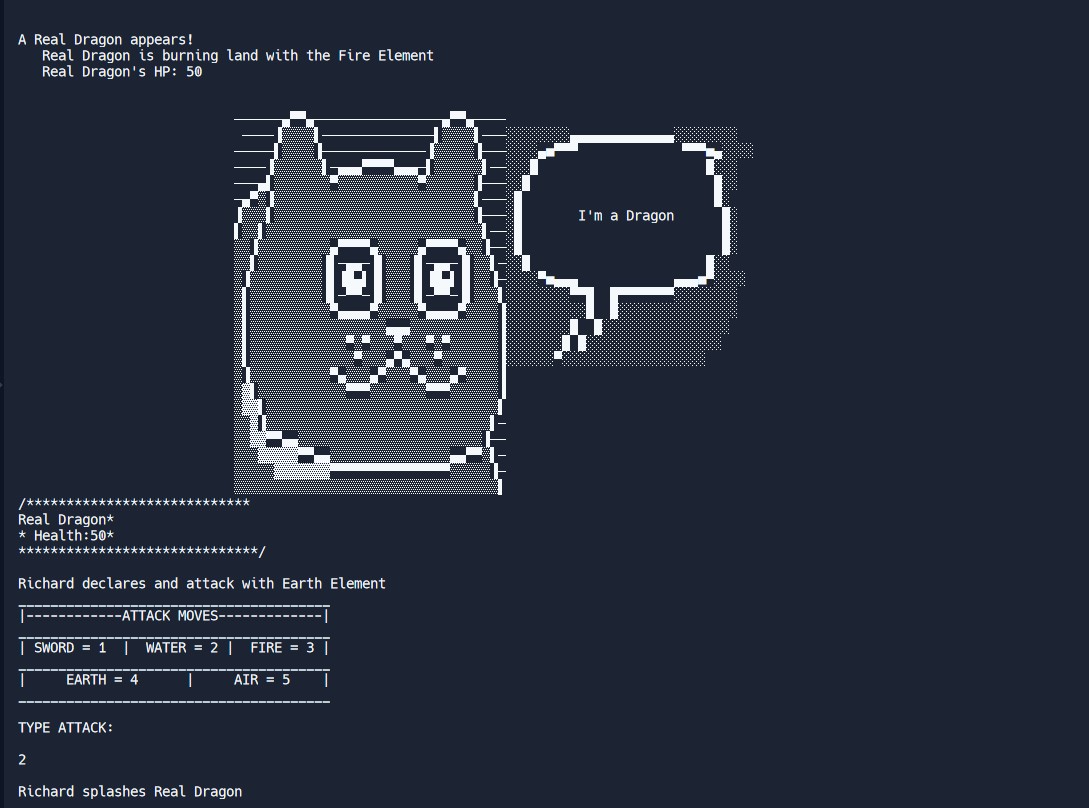 A Real Dragon appears!
Real Dragon is burning land with the Fire Element
Real Dragon's HP: 50
I'm a Dragon
/****************************
Real Dragon*
* Health:50*
******************************/
Richard declares and attack with Earth Element
|------------ATTACK MOVES-------------|
| SWORD = 1 | WATER = 2 | FIRE = 3 |
| EARTH = 4 | AIR = 5 |
TYPE ATTACK:
2
Richard splashes Real Dragon